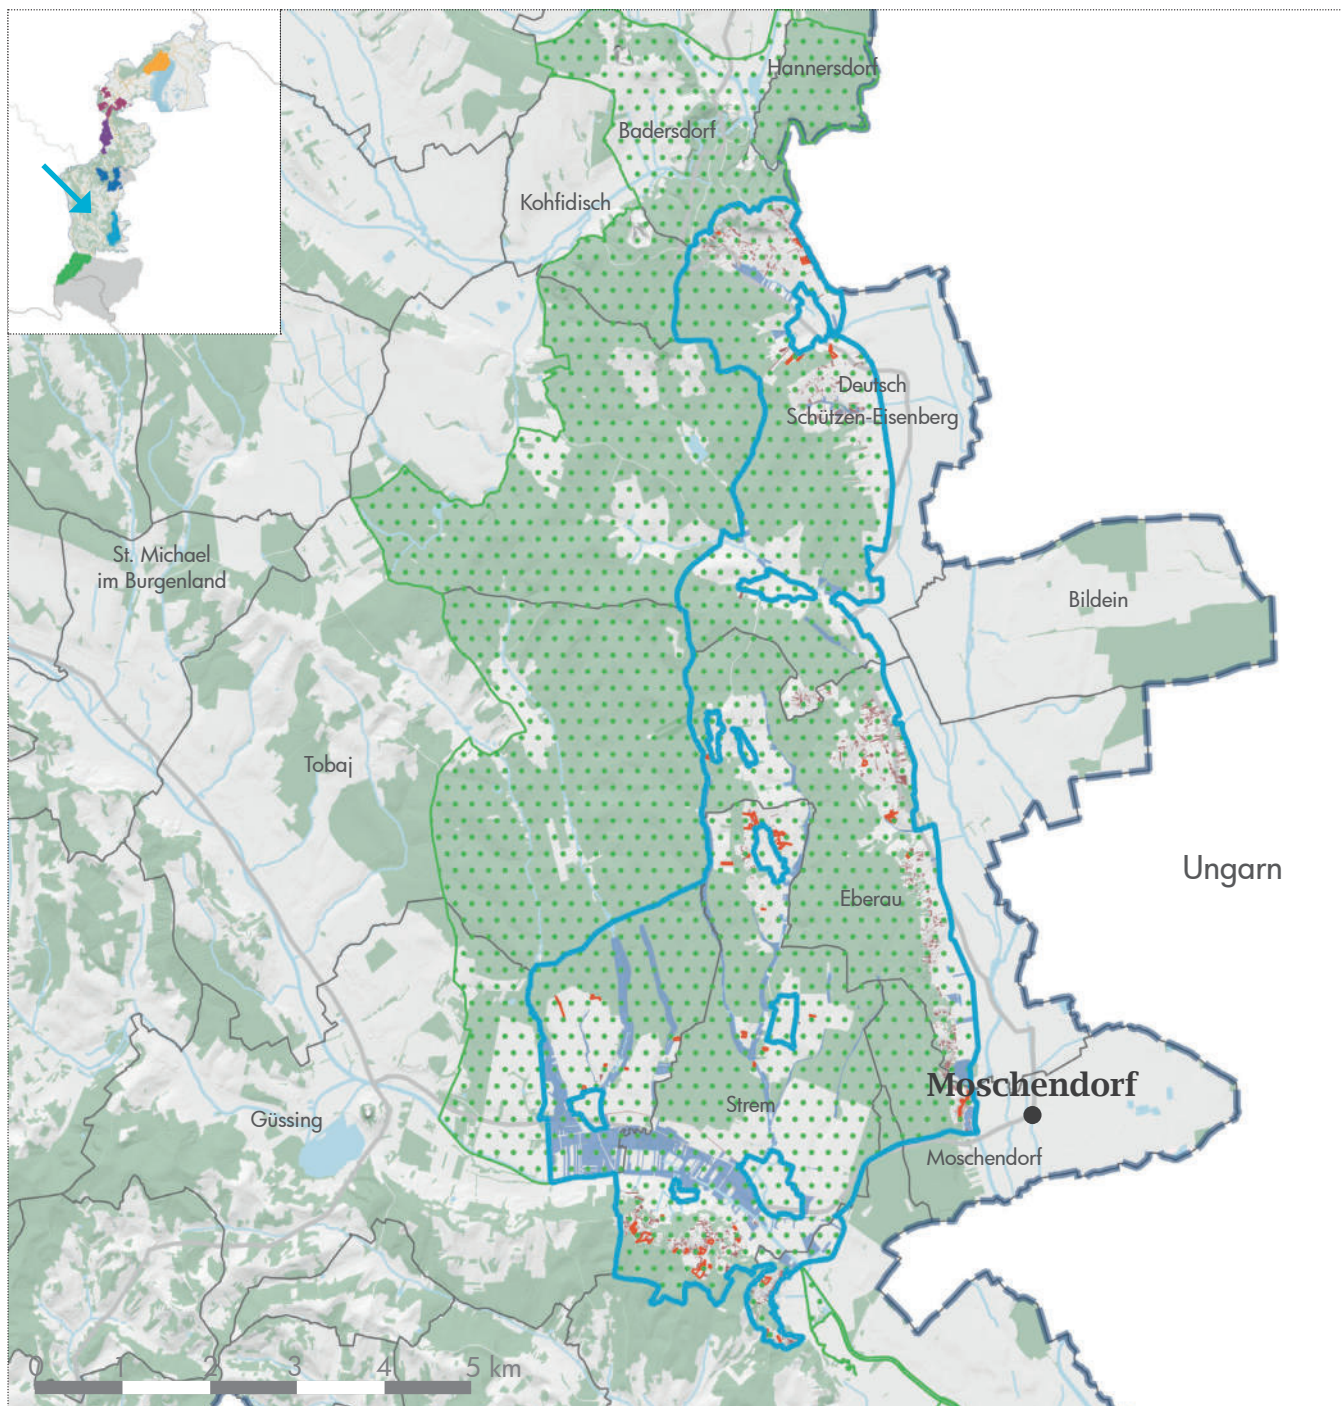 Hannersdorf
Badersdorf
Kohfidisch
Deutsch
Schützen-Eisenberg
St. Michael
im Burgenland
Bildein
Tobaj
Ungarn
Eberau
Moschendorf
Strem
Güssing
Moschendorf
0 1 2 3 4 5 km